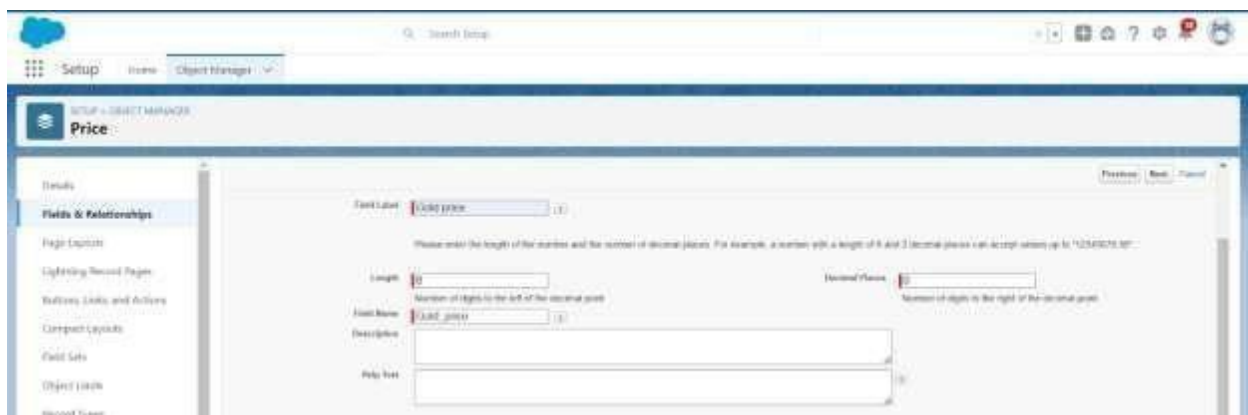 Search Setup
Setup Home Object Manager
SETUP > OBJECT MANAGER
Price
Previous Next Cancel
Details
Fields & Relationships
Page Layouts
Lightning Record Pages
Buttons, Links, and Actions
Compact Layouts
Field Sets
Object Limits
Record Types
Field Label Gold price
Please enter the length of the number and the number of decimal places. For example, a number with a length of 8 and 2 decimal places can accept values up to "12345678.90".
Length Decimal Places
Number of digits to the left of the decimal point Number of digits to the right of the decimal point
Field Name Gold_price
Description
Help Text